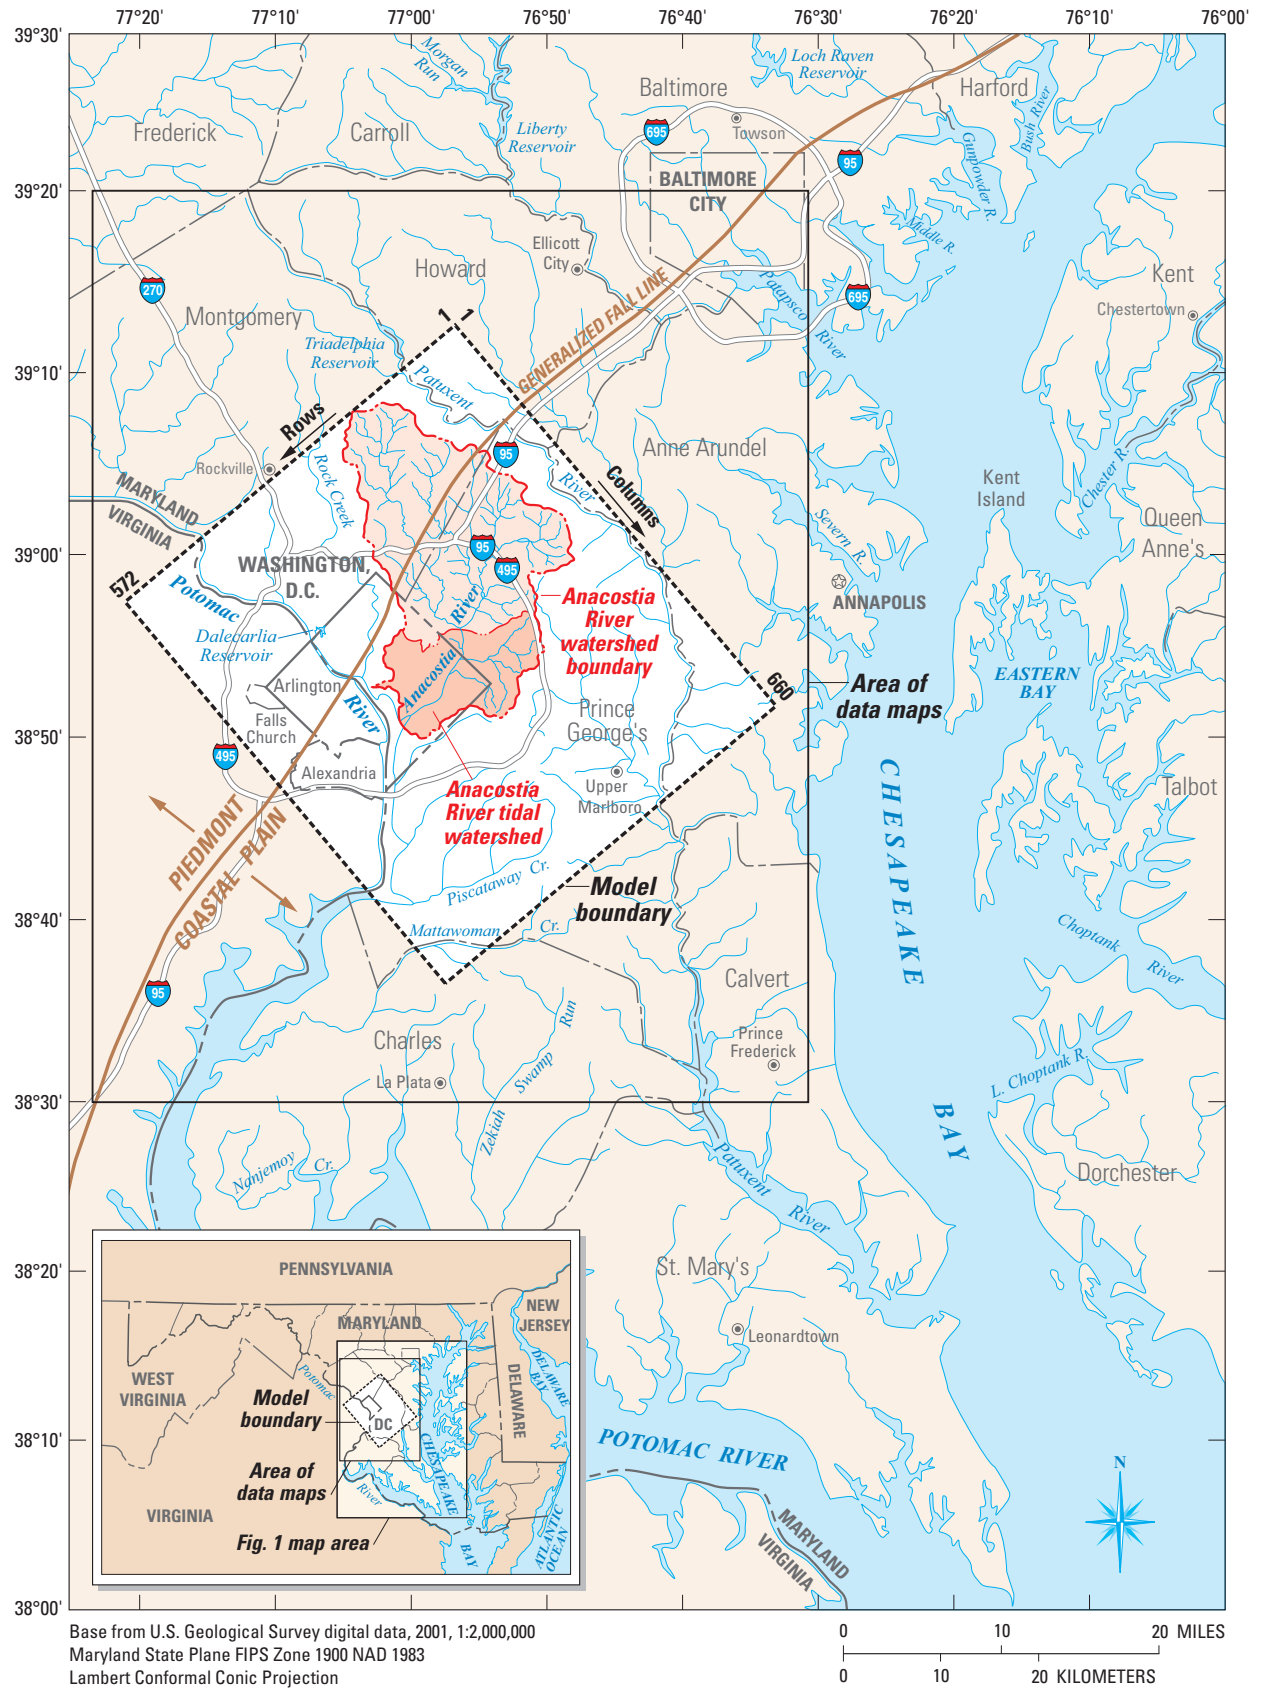 77°20'
77°10'
77°00'
76°50'
76°40'
76°30'
76°20'
76°10'
76°00'
39°30'
39°20'
39°10'
39°00'
38°50'
38°40'
38°30'
38°20'
38°10'
38°00'
Morgan
Run
Loch Raven
Reservoir
Baltimore
Harford
Bush River
Frederick
Carroll
Liberty
Reservoir
695
Towson
95
Gunpowder R.
BALTIMORE
CITY
Middle R.
Ellicott
City
Howard
270
Montgomery
Kent
Chestertown
695
Patapsco
River
GENERALIZED FALL LINE
1
1
Triadelphia
Reservoir
Patuxent
River
Rows
Columns
Anne Arundel
95
Rockville
Rock Creek
MARYLAND
VIRGINIA
Kent
Island
Chester R.
Queen
Anne's
Severn R.
WASHINGTON,
D.C.
95
495
572
Potomac
River
ANNAPOLIS
Anacostia
River
Anacostia
River
watershed
boundary
Dalecarlia
Reservoir
Arlington
Falls
Church
660
Area of
data maps
EASTERN
BAY
Prince
George's
495
Alexandria
Upper
Marlboro
Anacostia
River tidal
watershed
Talbot
CHESAPEAKE
BAY
PIEDMONT
COASTAL PLAIN
Piscataway Cr.
Model
boundary
Mattawoman
Cr.
Choptank
River
95
Calvert
Charles
Zekiah
Swamp
Run
Prince
Frederick
La Plata
L. Choptank R.
Nanjemoy
Cr.
Patuxent
River
Dorchester
St. Mary's
Leonardtown
POTOMAC RIVER
MARYLAND
VIRGINIA
N
PENNSYLVANIA
NEW
JERSEY
MARYLAND
WEST
VIRGINIA
Potomac
River
DELAWARE
DELAWARE
BAY
Model
boundary
DC
CHESAPEAKE
BAY
Area of
data maps
VIRGINIA
Fig. 1 map area
ATLANTIC
OCEAN
Base from U.S. Geological Survey digital data, 2001, 1:2,000,000
Maryland State Plane FIPS Zone 1900 NAD 1983
Lambert Conformal Conic Projection
0
10
20 MILES
0
10
20 KILOMETERS